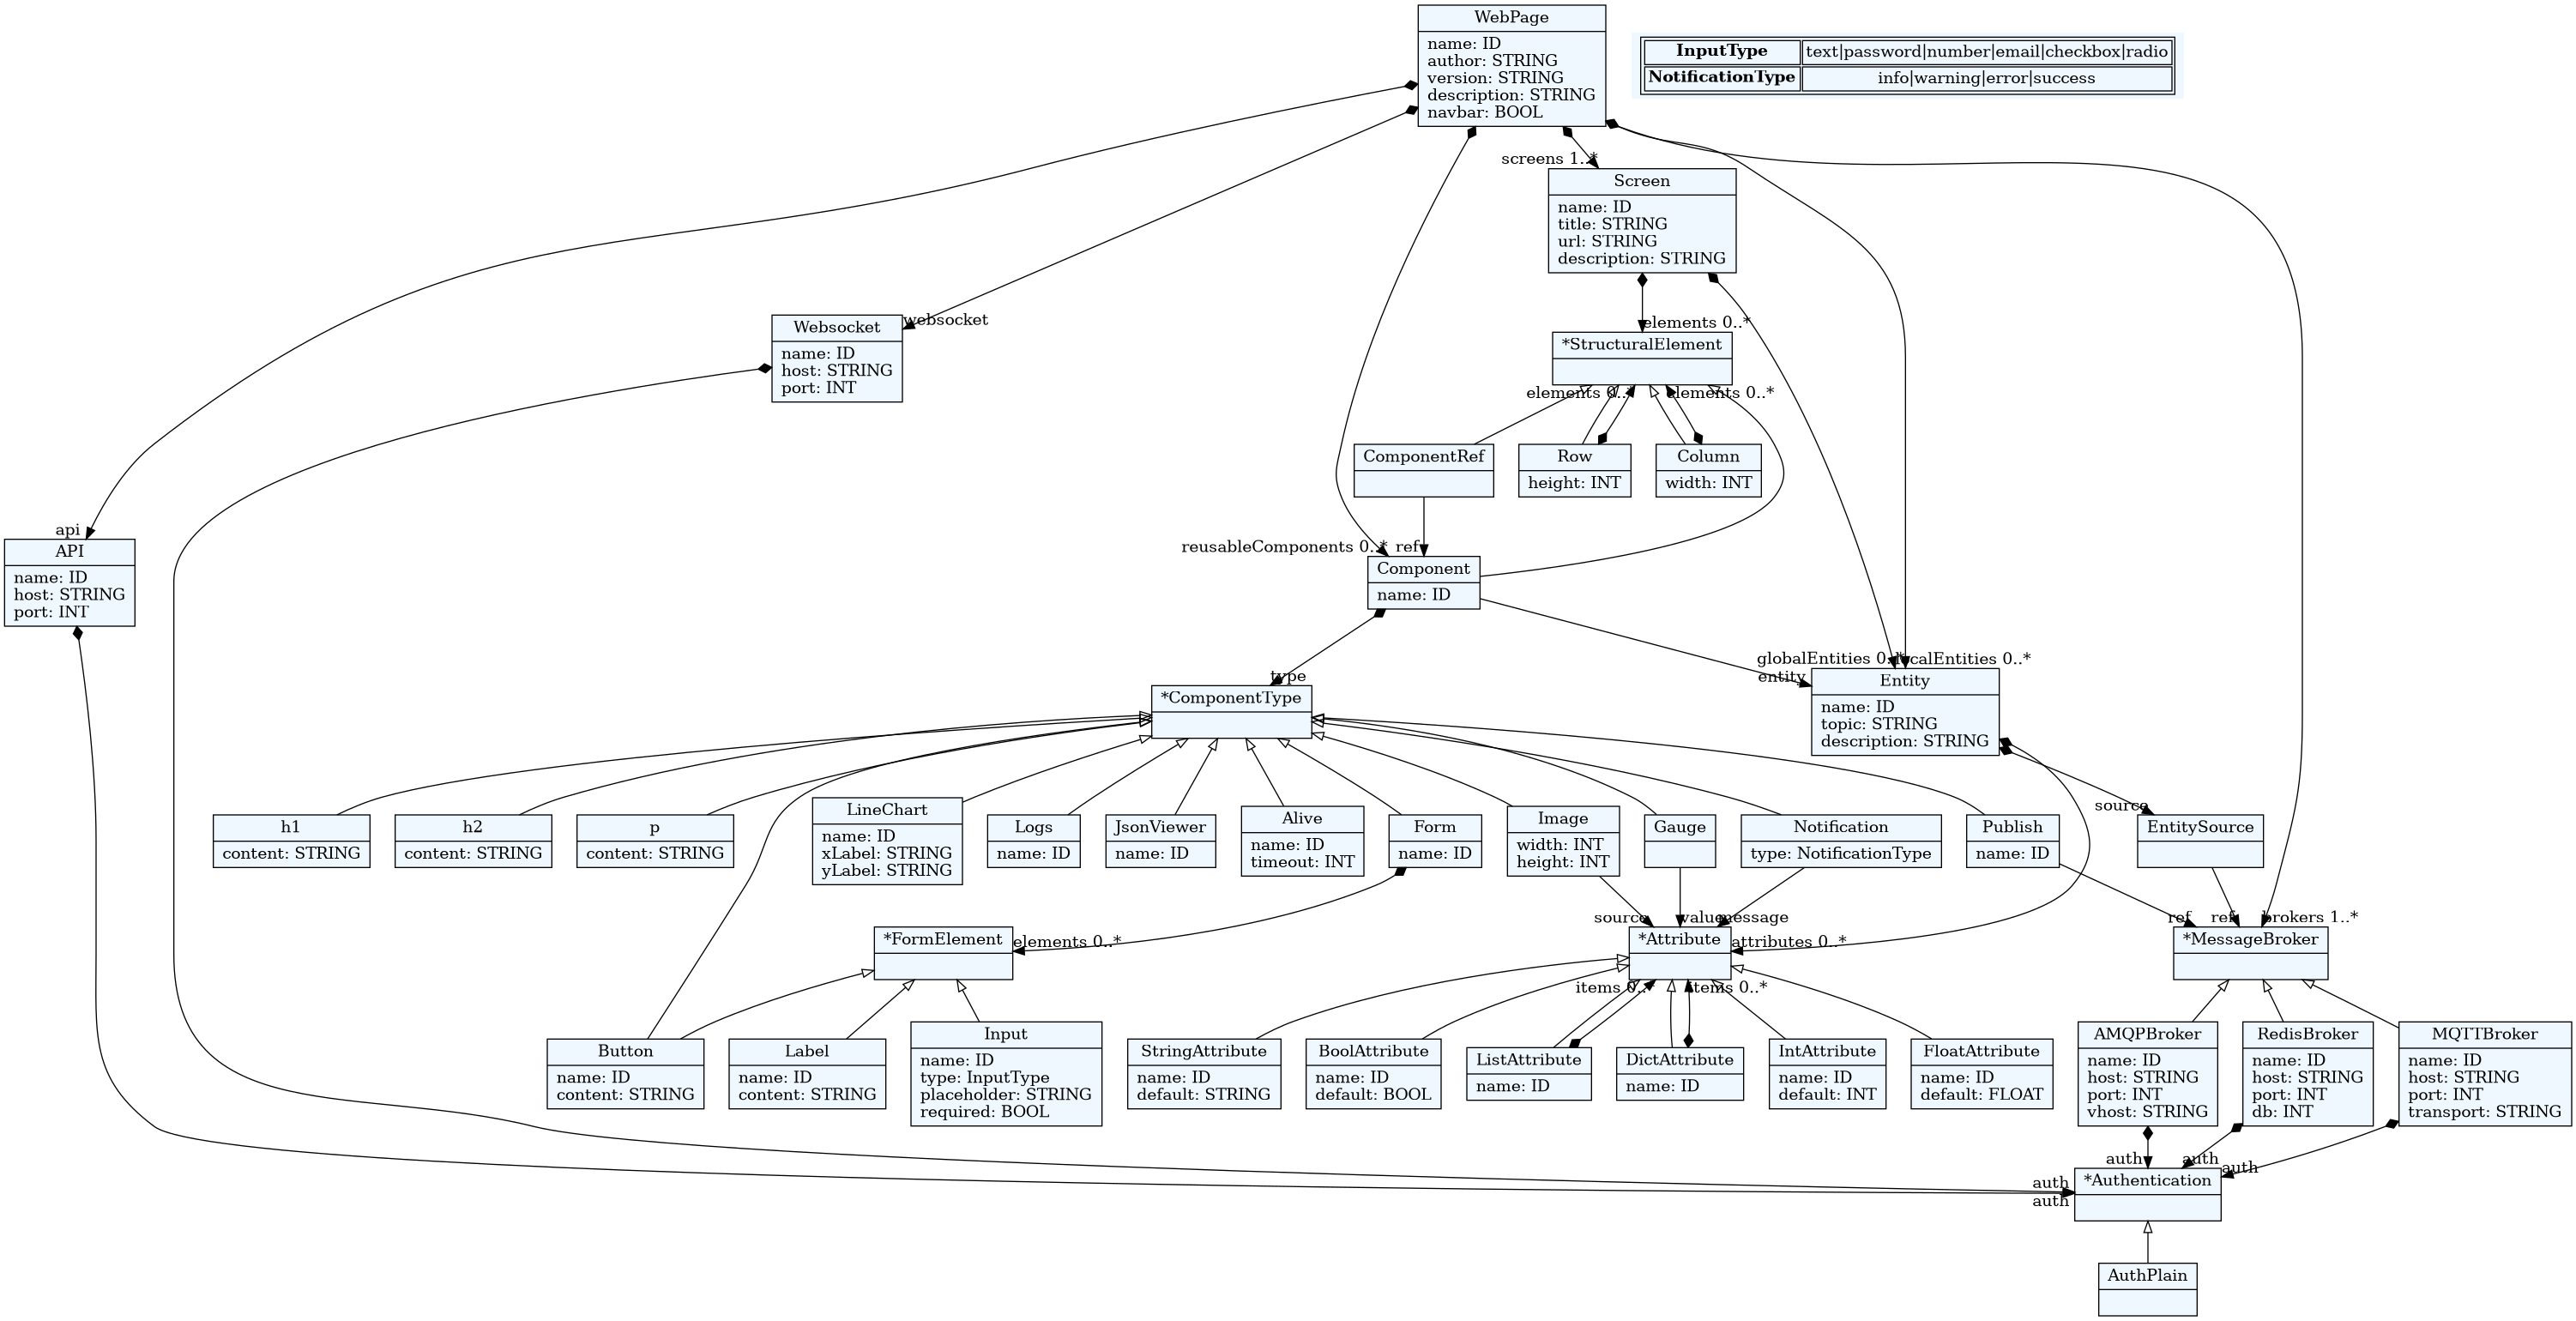 WebPage
name: ID
author: STRING
version: STRING
description: STRING
navbar: BOOL
InputType text|password|number|email|checkbox|radio
NotificationType info|warning|error|success
screens 1..*
Screen
name: ID
title: STRING
url: STRING
description: STRING
websocket
Websocket
name: ID
host: STRING
port: INT
elements 0..*
*StructuralElement
elements 0..*
elements 0..*
ComponentRef
Row
height: INT
Column
width: INT
api
API
name: ID
host: STRING
port: INT
reusableComponents 0..*
ref
Component
name: ID
globalEntities 0..*
localEntities 0..*
entity
Entity
name: ID
topic: STRING
description: STRING
type
*ComponentType
h1
content: STRING
h2
content: STRING
p
content: STRING
LineChart
name: ID
xLabel: STRING
yLabel: STRING
Logs
name: ID
JsonViewer
name: ID
Alive
name: ID
timeout: INT
Form
name: ID
Image
width: INT
height: INT
Gauge
Notification
type: NotificationType
Publish
name: ID
source
EntitySource
elements 0..*
*FormElement
source
value
message
attributes 0..*
*Attribute
ref
ref
brokers 1..*
*MessageBroker
items 0..*
items 0..*
Button
name: ID
content: STRING
Label
name: ID
content: STRING
Input
name: ID
type: InputType
placeholder: STRING
required: BOOL
StringAttribute
name: ID
default: STRING
BoolAttribute
name: ID
default: BOOL
ListAttribute
name: ID
DictAttribute
name: ID
IntAttribute
name: ID
default: INT
FloatAttribute
name: ID
default: FLOAT
AMQPBroker
name: ID
host: STRING
port: INT
vhost: STRING
RedisBroker
name: ID
host: STRING
port: INT
db: INT
MQTTBroker
name: ID
host: STRING
port: INT
transport: STRING
auth
auth
auth
auth
auth
*Authentication
AuthPlain